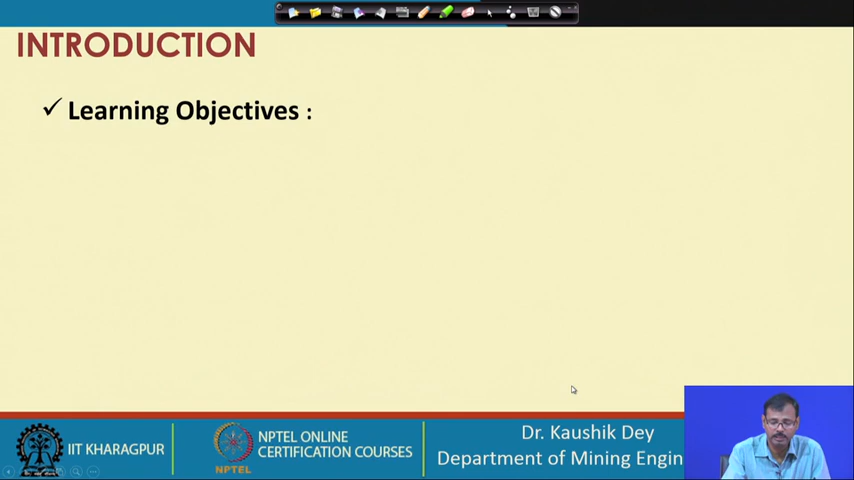 INTRODUCTION
✓ Learning Objectives :
IIT KHARAGPUR
NPTEL
NPTEL ONLINE
CERTIFICATION COURSES
Dr. Kaushik Dey
Department of Mining Engin